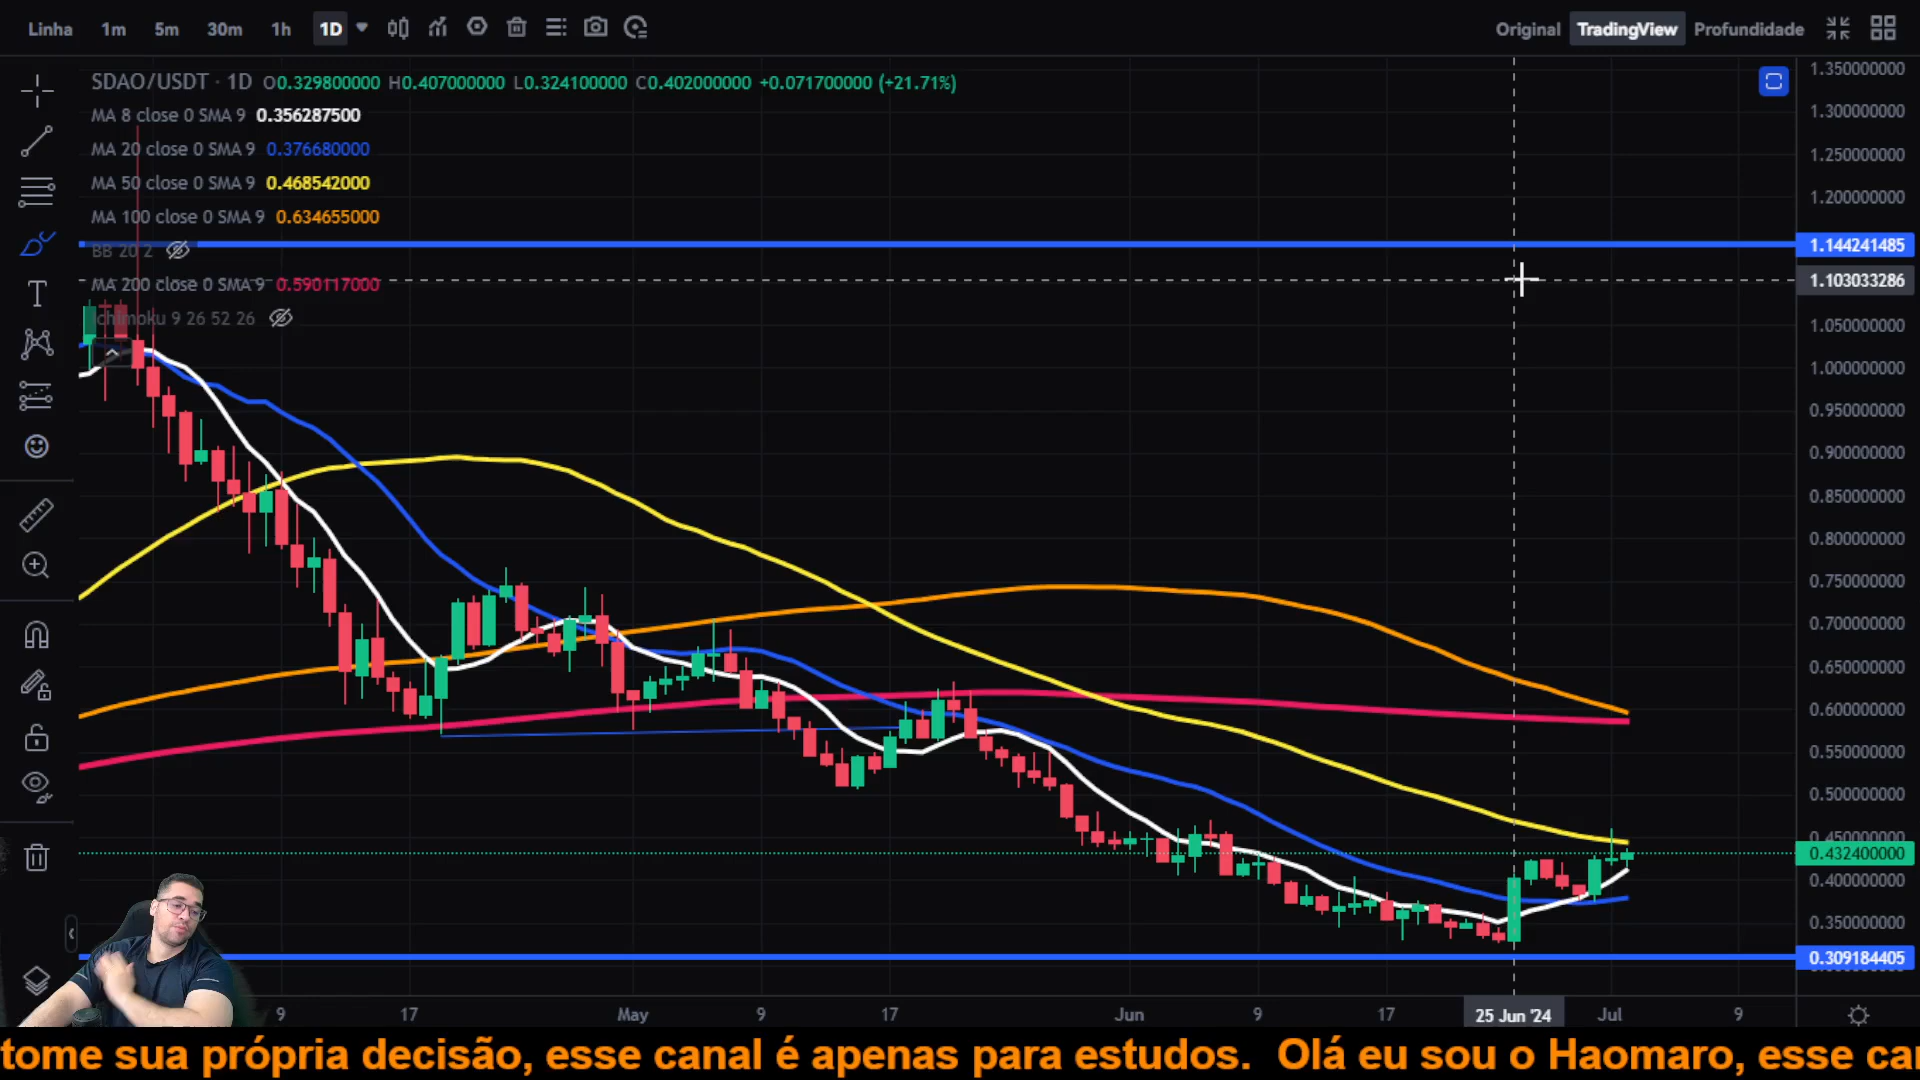 Linha 1m 5m 30m 1h 1D Original TradingView Profundidade
SDAO/USDT · 1D O0.329800000 H0.407000000 L0.324100000 C0.402000000 +0.071700000 (+21.71%)
MA 8 close 0 SMA 9 0.356287500
MA 20 close 0 SMA 9 0.376680000
MA 50 close 0 SMA 9 0.468542000
MA 100 close 0 SMA 9 0.634655000
BB 20 2
MA 200 close 0 SMA 9 0.590117000
Ichimoku 9 26 52 26
1.350000000
1.300000000
1.250000000
1.200000000
1.144241485
1.103033286
1.050000000
1.000000000
0.950000000
0.900000000
0.850000000
0.800000000
0.750000000
0.700000000
0.650000000
0.600000000
0.550000000
0.500000000
0.450000000
0.432400000
0.400000000
0.350000000
0.309184405
9 17 May 9 17 Jun 9 17 25 Jun '24 Jul 9
tome sua própria decisão, esse canal é apenas para estudos. Olá eu sou o Haomaro, esse car